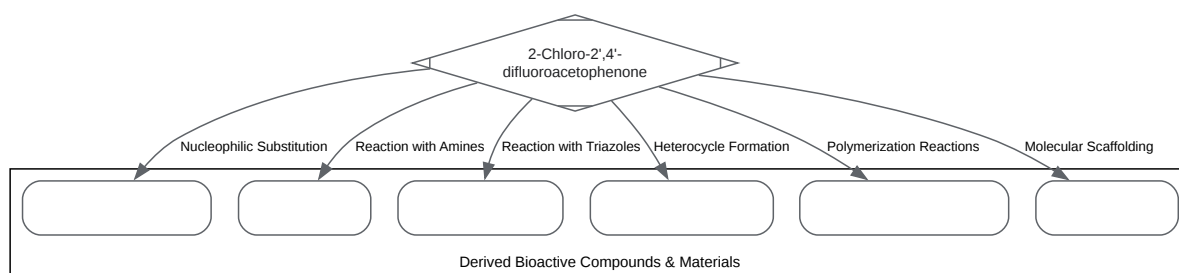 2-Chloro-2',4'-
difluoroacetophenone
Nucleophilic Substitution
Reaction with Amines
Reaction with Triazoles
Heterocycle Formation
Polymerization Reactions
Molecular Scaffolding
Derived Bioactive Compounds & Materials